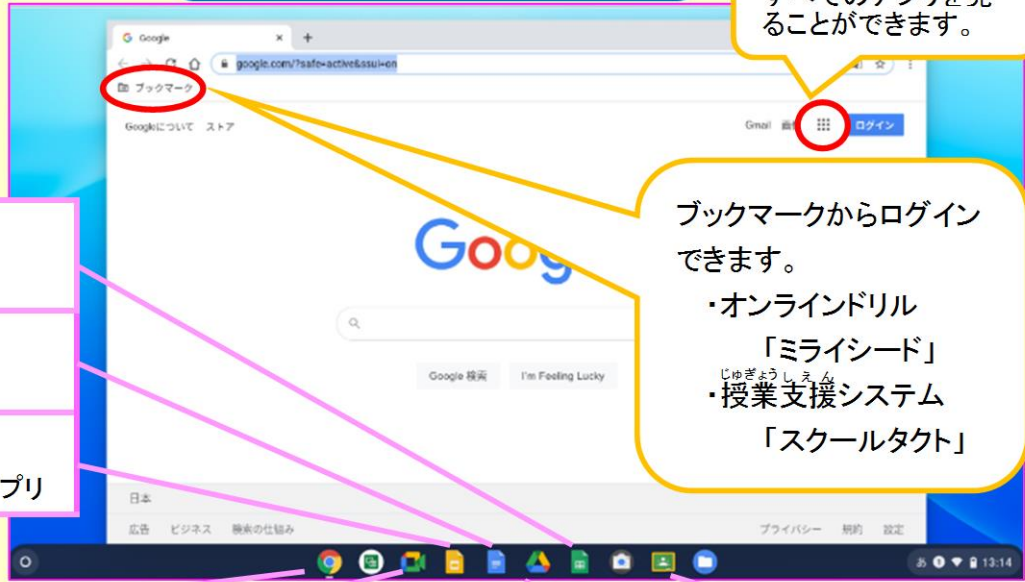 ることができます。
Google
google.com/?safe=active&ssui=on
ブックマーク
Googleについて ストア
Gmail
ログイン
ブックマークからログイン
できます。
・オンラインドリル
「ミライシード」
じゅぎょうしえん
・授業支援システム
「スクールタクト」
Goog
Google 検索 I'm Feeling Lucky
プリ
日本
広告 ビジネス 検索の仕組み
プライバシー 規約 設定
あ 13:14